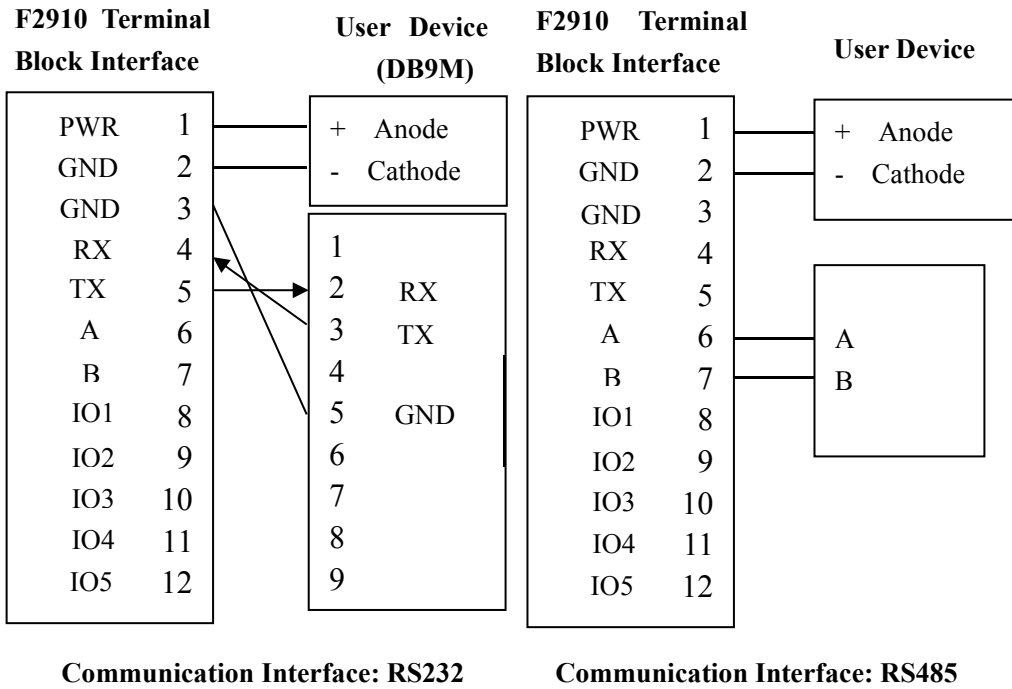 F2910 Terminal
Block Interface
PWR 1
GND 2
GND 3
RX 4
TX 5
A 6
B 7
IO1 8
IO2 9
IO3 10
IO4 11
IO5 12
User Device
(DB9M)
+ Anode
- Cathode
1
2 RX
3 TX
4
5 GND
6
7
8
9
Communication Interface: RS232
F2910 Terminal
Block Interface
PWR 1
GND 2
GND 3
RX 4
TX 5
A 6
B 7
IO1 8
IO2 9
IO3 10
IO4 11
IO5 12
User Device
+ Anode
- Cathode
A
B
Communication Interface: RS485